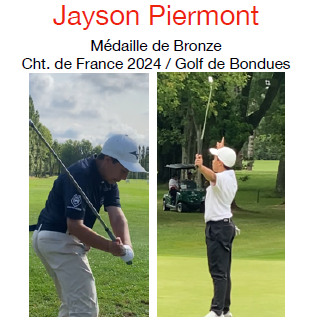 Jayson Piermont
Médaille de Bronze
Cht. de France 2024 / Golf de Bondues